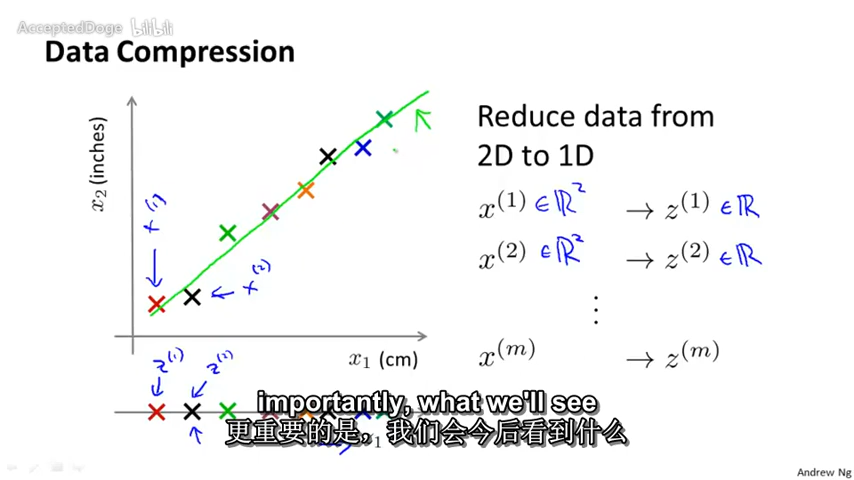 AcceptedDoge bilibili
Data Compression
x₂ (inches)
x⁽¹⁾
x⁽²⁾
x₁ (cm)
z⁽¹⁾
z⁽²⁾
Reduce data from
2D to 1D
x⁽¹⁾ ∈ ℝ² → z⁽¹⁾ ∈ ℝ
x⁽²⁾ ∈ ℝ² → z⁽²⁾ ∈ ℝ
⋮
x⁽ᵐ⁾ → z⁽ᵐ⁾
importantly, what we'll see
更重要的是，我们会今后看到什么
Andrew Ng